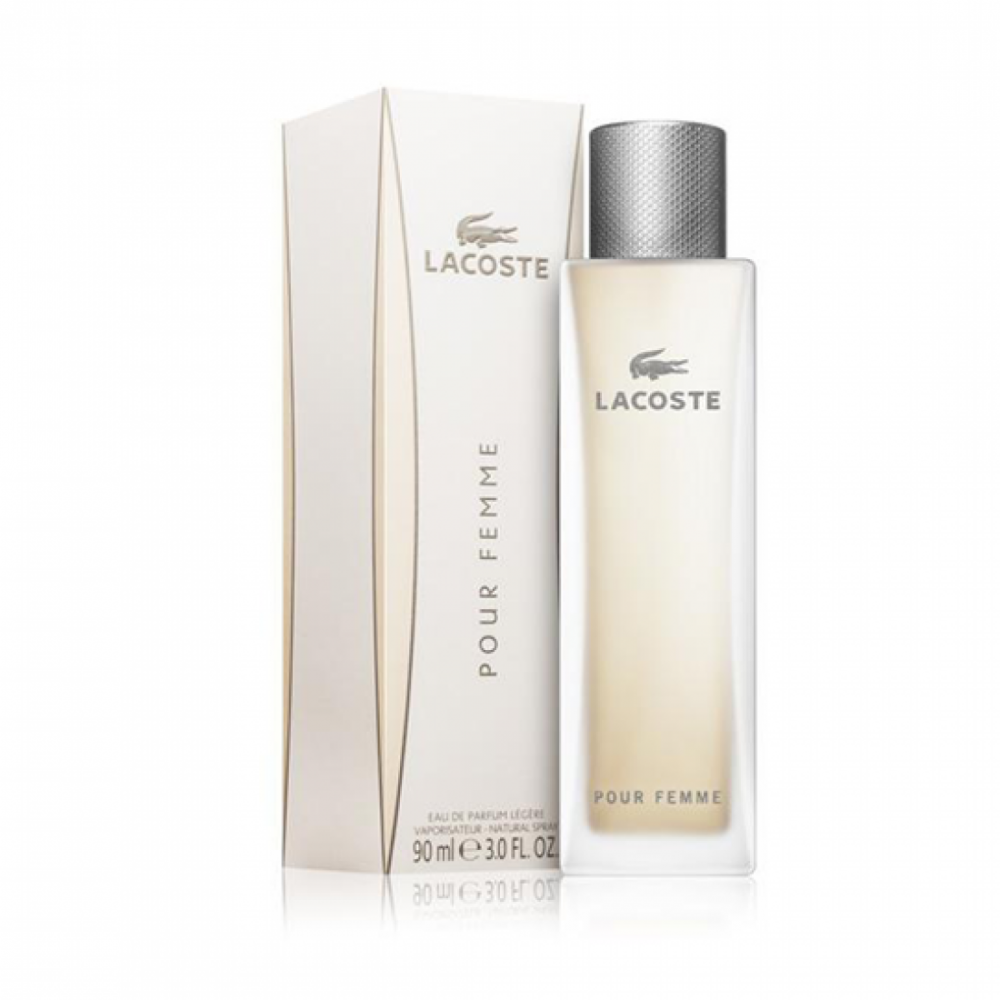 LACOSTE
POUR FEMME
EAU DE PARFUM LÉGÈRE
VAPORISATEUR - NATURAL SPRAY
90 ml ℮ 3.0 FL. OZ.
LACOSTE
POUR FEMME